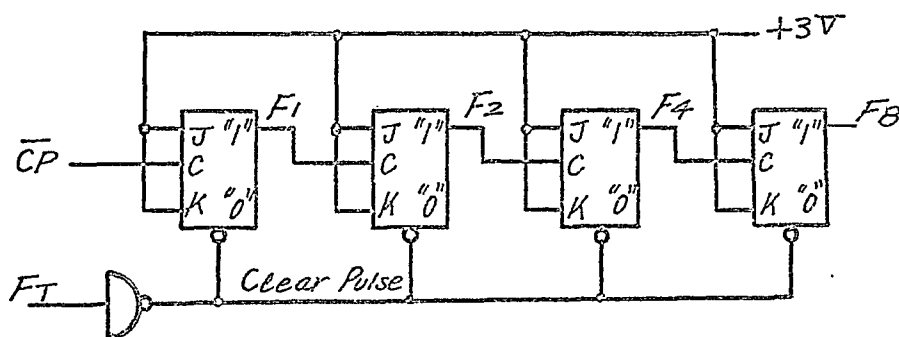 +3V
F1
F2
F4
F8
J "1"
J "1"
J "1"
J "1"
C̅P̅
C
C
C
C
K "0"
K "0"
K "0"
K "0"
FT
Clear Pulse